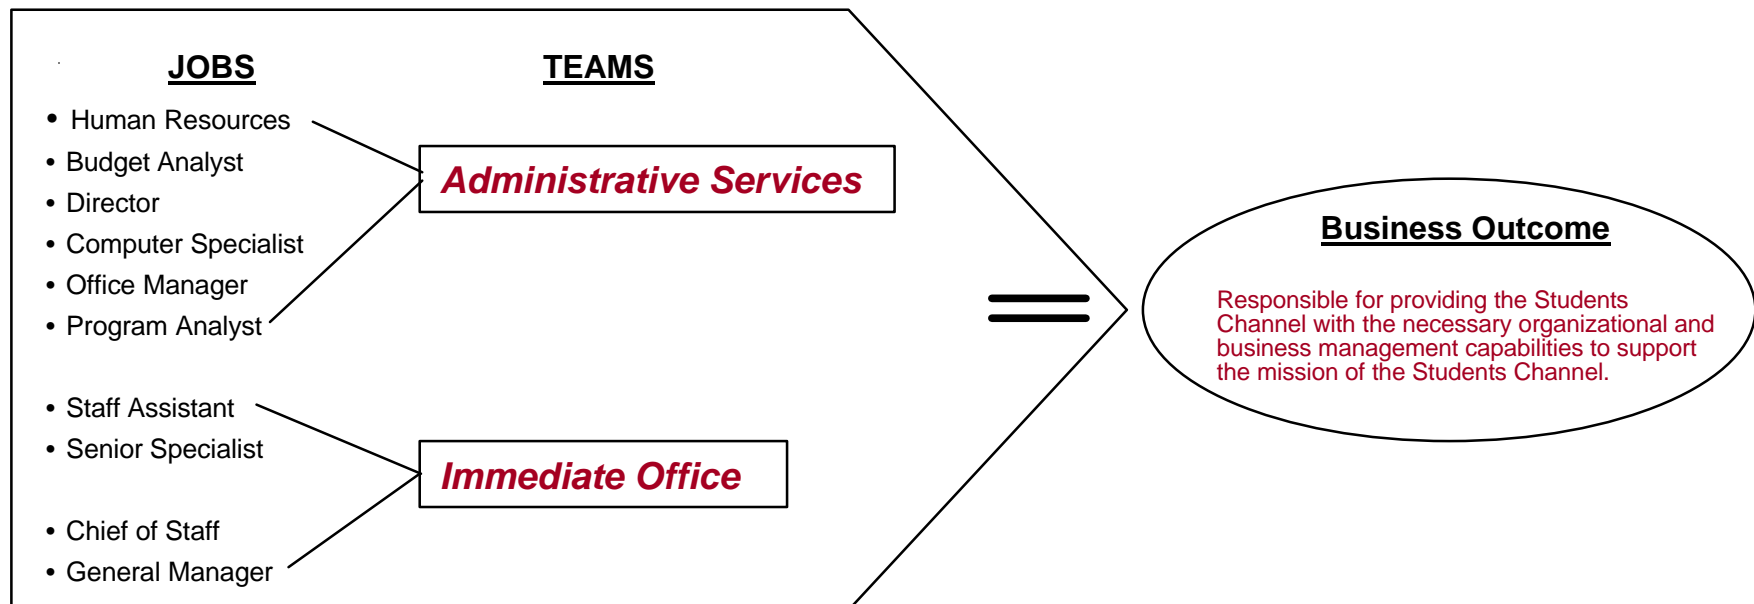 JOBS
TEAMS
• Human Resources
• Budget Analyst
• Director
• Computer Specialist
• Office Manager
• Program Analyst
• Staff Assistant
• Senior Specialist
• Chief of Staff
• General Manager
Administrative Services
Immediate Office
Business Outcome
Responsible for providing the Students
Channel with the necessary organizational and
business management capabilities to support
the mission of the Students Channel.